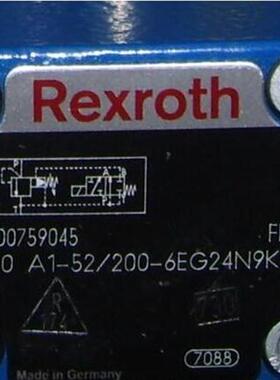 Rexroth
00759045
0 A1-52/200-6EG24N9K
Made in Germany
7088